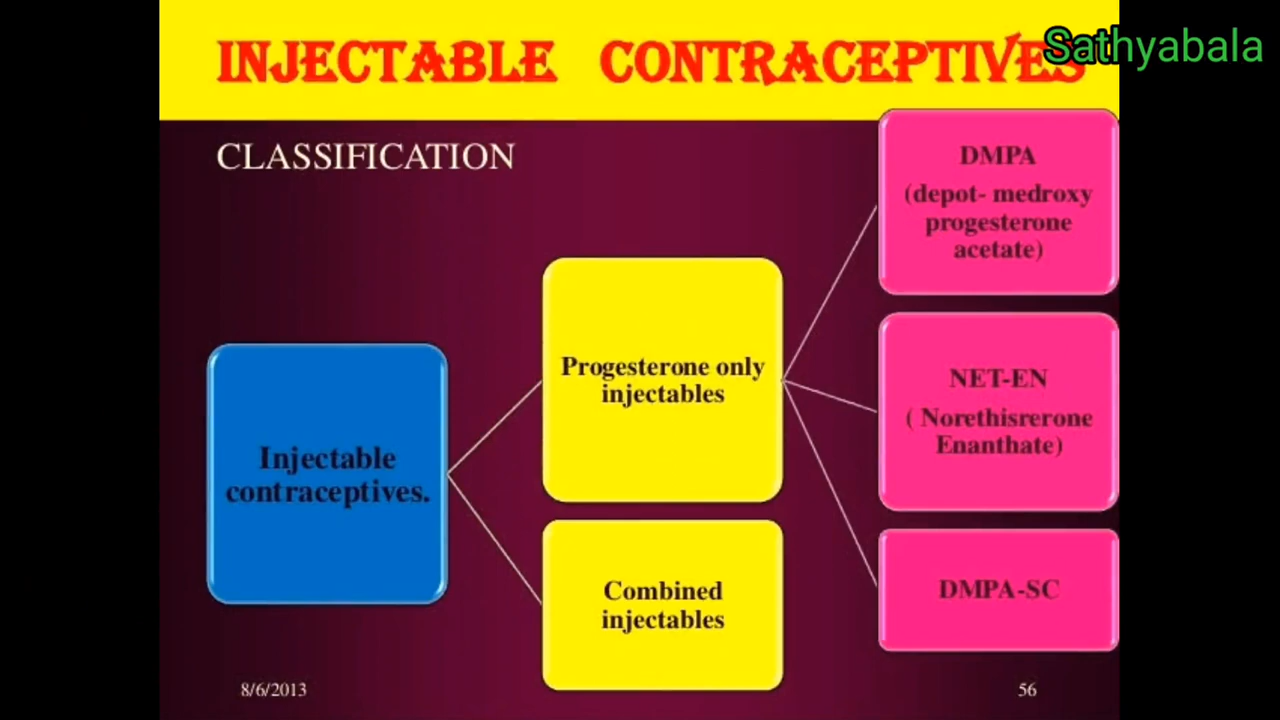 INJECTABLE CONTRACEPTIVES
Sathyabala
CLASSIFICATION
Injectable
contraceptives.
Progesterone only
injectables
Combined
injectables
DMPA
(depot- medroxy
progesterone
acetate)
NET-EN
( Norethisrerone
Enanthate)
DMPA-SC
8/6/2013
56